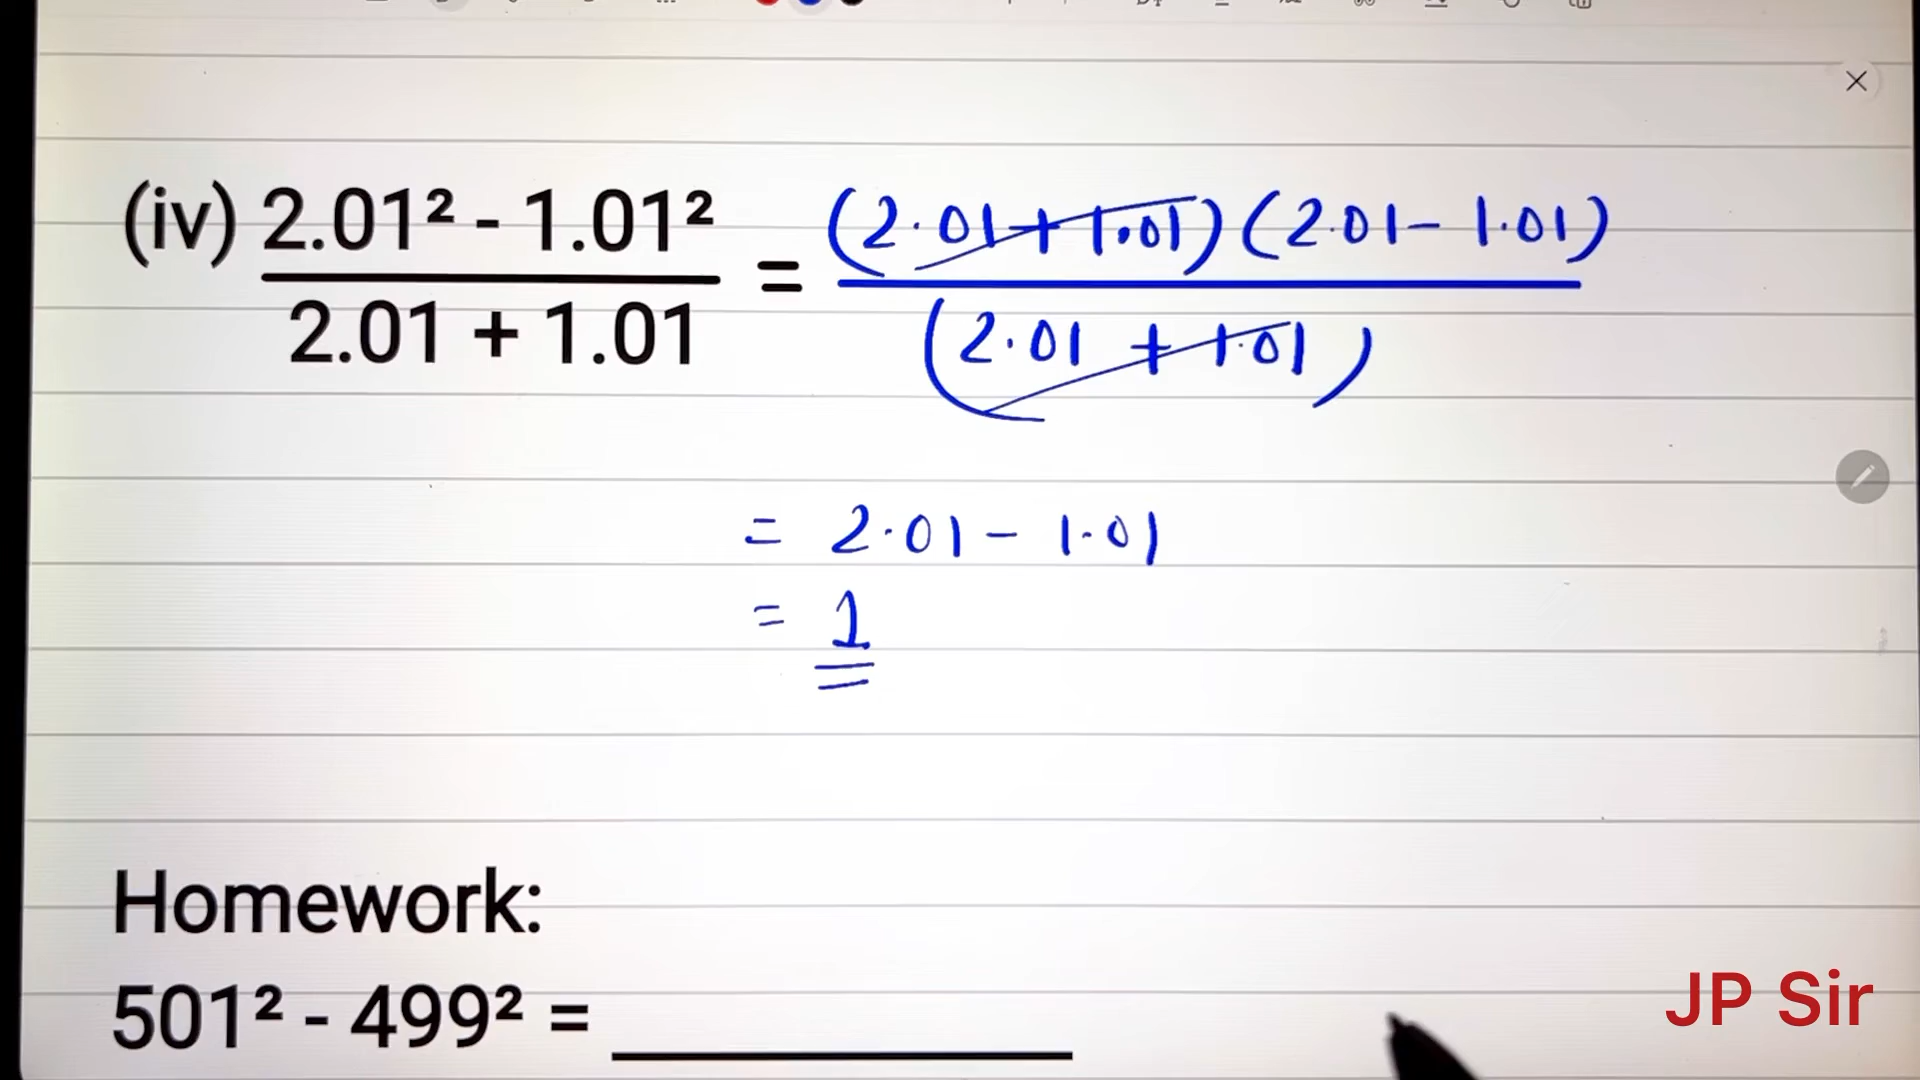 (iv) 2.01² - 1.01² = (2.01 + 1.01) (2.01 - 1.01)
2.01 + 1.01 (2.01 + 1.01)
= 2.01 - 1.01
= 1
Homework:
501² - 499² =
JP Sir